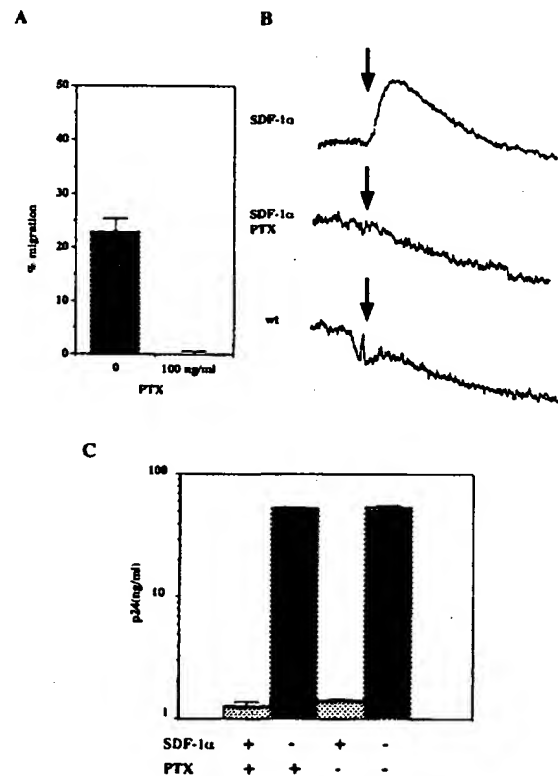 A
50
40
30
20
10
0
% migration
0
100 ng/ml
PTX
B
SDF-1α
SDF-1α
PTX
wt
C
100
10
1
p24(ng/ml)
SDF-1α + - + -
PTX + + - -